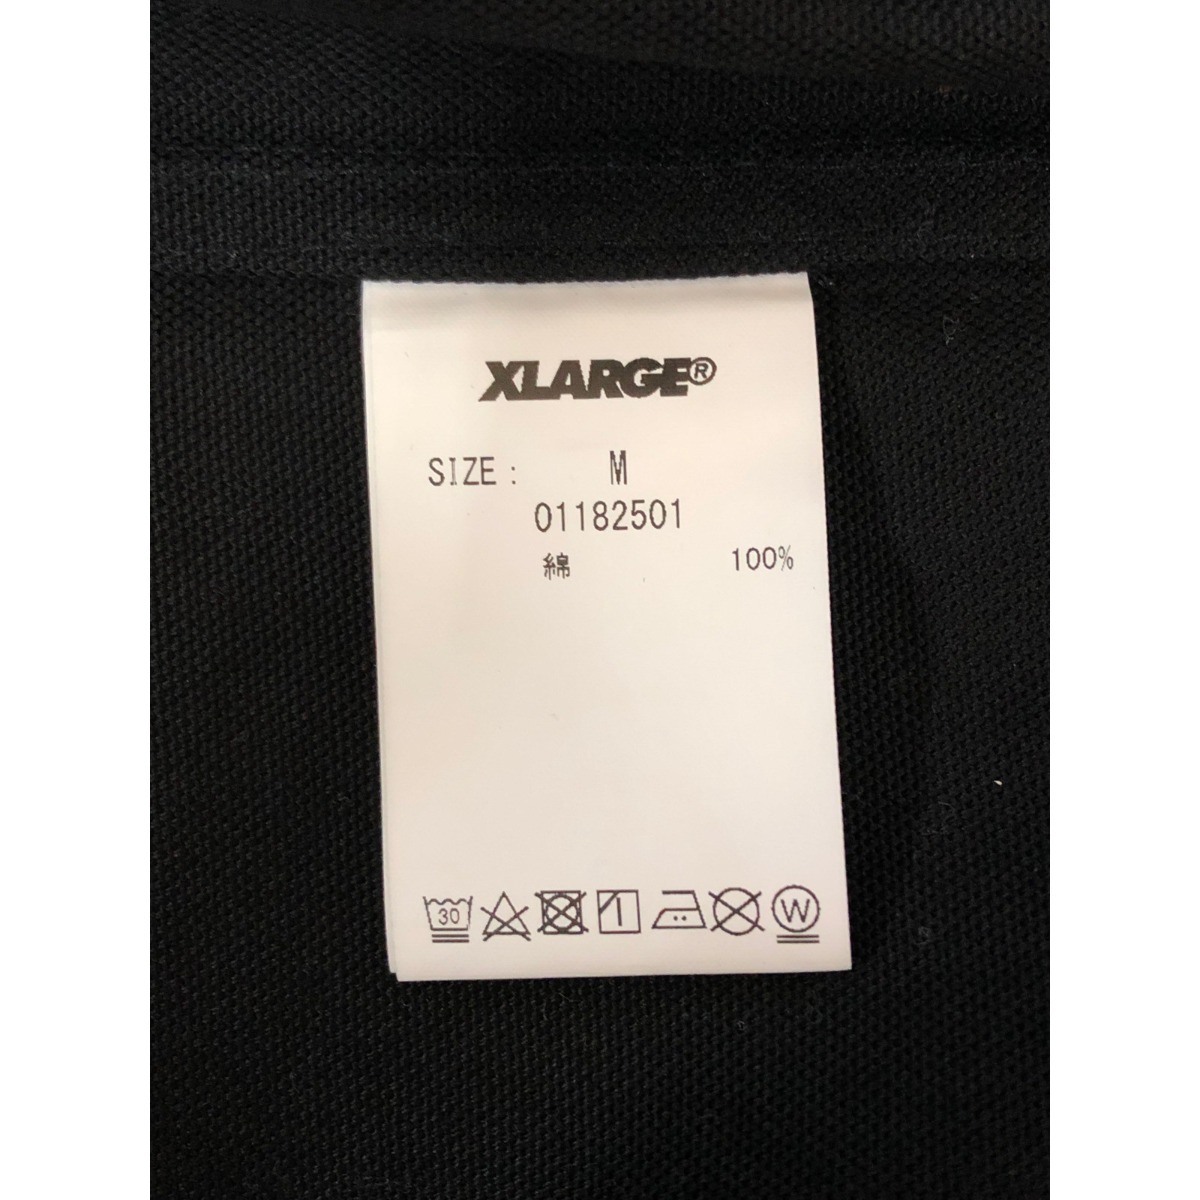 XLARGE®
SIZE : M
01182501
綿 100%
30 W